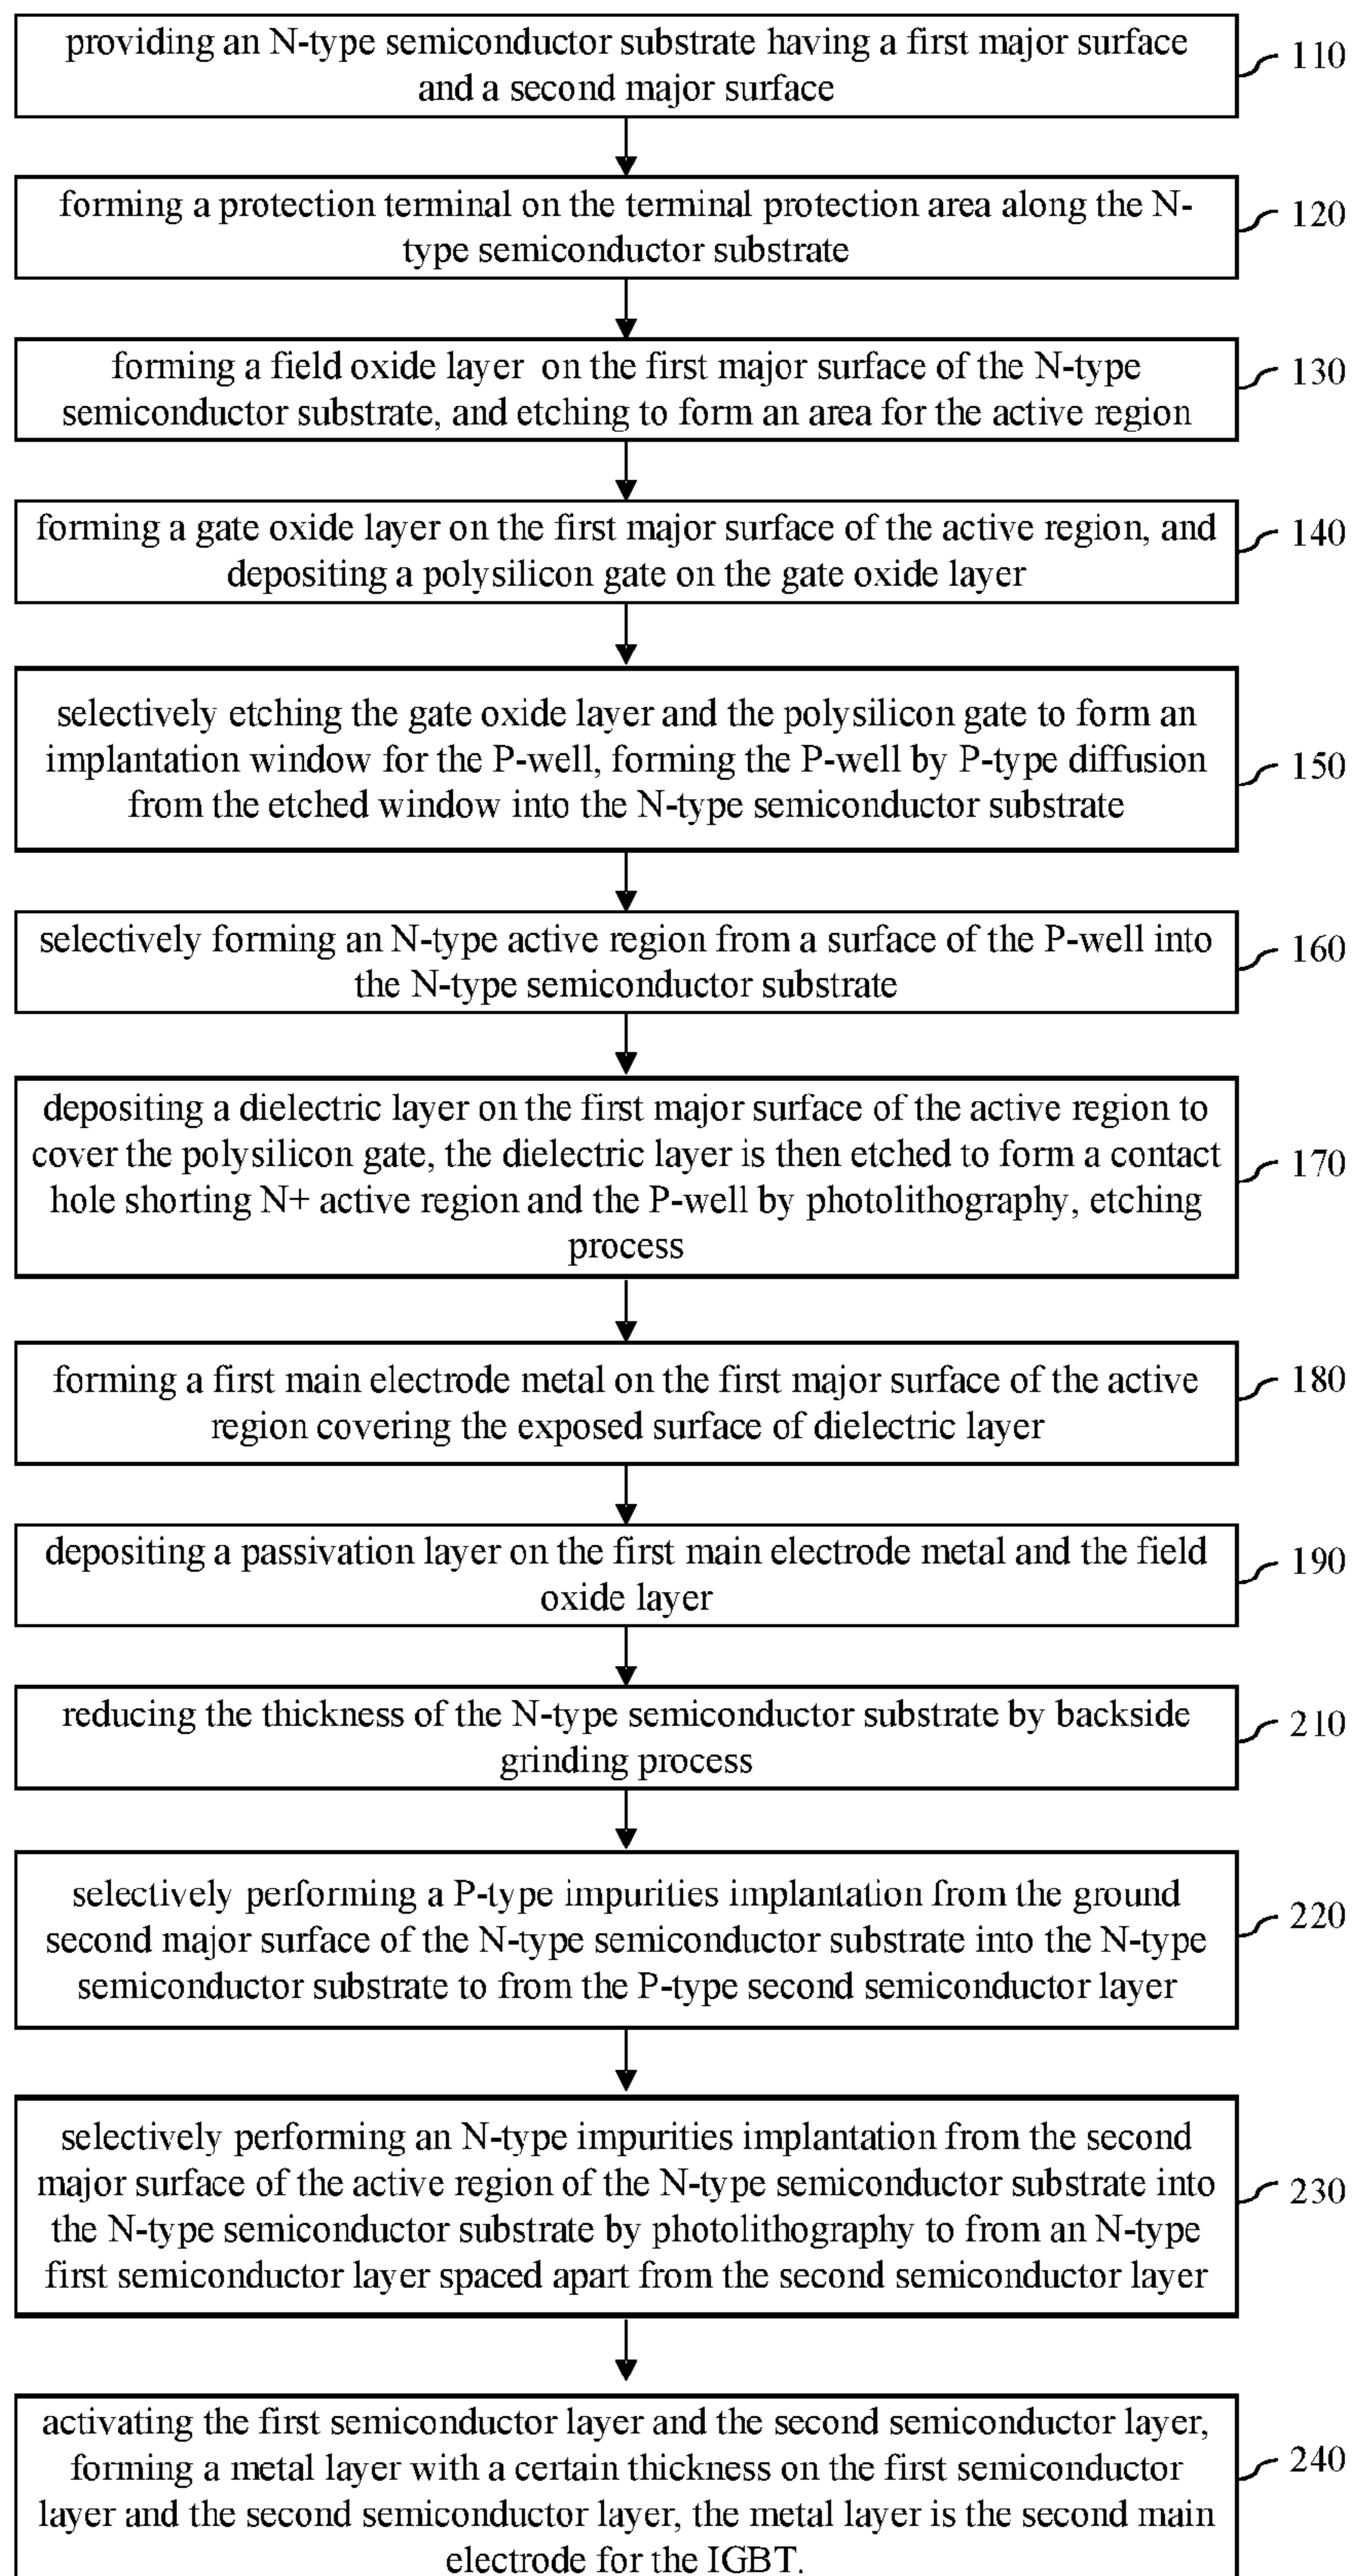 providing an N-type semiconductor substrate having a first major surface
and a second major surface
110
forming a protection terminal on the terminal protection area along the N-
type semiconductor substrate
120
forming a field oxide layer on the first major surface of the N-type
semiconductor substrate, and etching to form an area for the active region
130
forming a gate oxide layer on the first major surface of the active region, and
depositing a polysilicon gate on the gate oxide layer
140
selectively etching the gate oxide layer and the polysilicon gate to form an
implantation window for the P-well, forming the P-well by P-type diffusion
from the etched window into the N-type semiconductor substrate
150
selectively forming an N-type active region from a surface of the P-well into
the N-type semiconductor substrate
160
depositing a dielectric layer on the first major surface of the active region to
cover the polysilicon gate, the dielectric layer is then etched to form a contact
hole shorting N+ active region and the P-well by photolithography, etching
process
170
forming a first main electrode metal on the first major surface of the active
region covering the exposed surface of dielectric layer
180
depositing a passivation layer on the first main electrode metal and the field
oxide layer
190
reducing the thickness of the N-type semiconductor substrate by backside
grinding process
210
selectively performing a P-type impurities implantation from the ground
second major surface of the N-type semiconductor substrate into the N-type
semiconductor substrate to from the P-type second semiconductor layer
220
selectively performing an N-type impurities implantation from the second
major surface of the active region of the N-type semiconductor substrate into
the N-type semiconductor substrate by photolithography to from an N-type
first semiconductor layer spaced apart from the second semiconductor layer
230
activating the first semiconductor layer and the second semiconductor layer,
forming a metal layer with a certain thickness on the first semiconductor
layer and the second semiconductor layer, the metal layer is the second main
electrode for the IGBT.
240